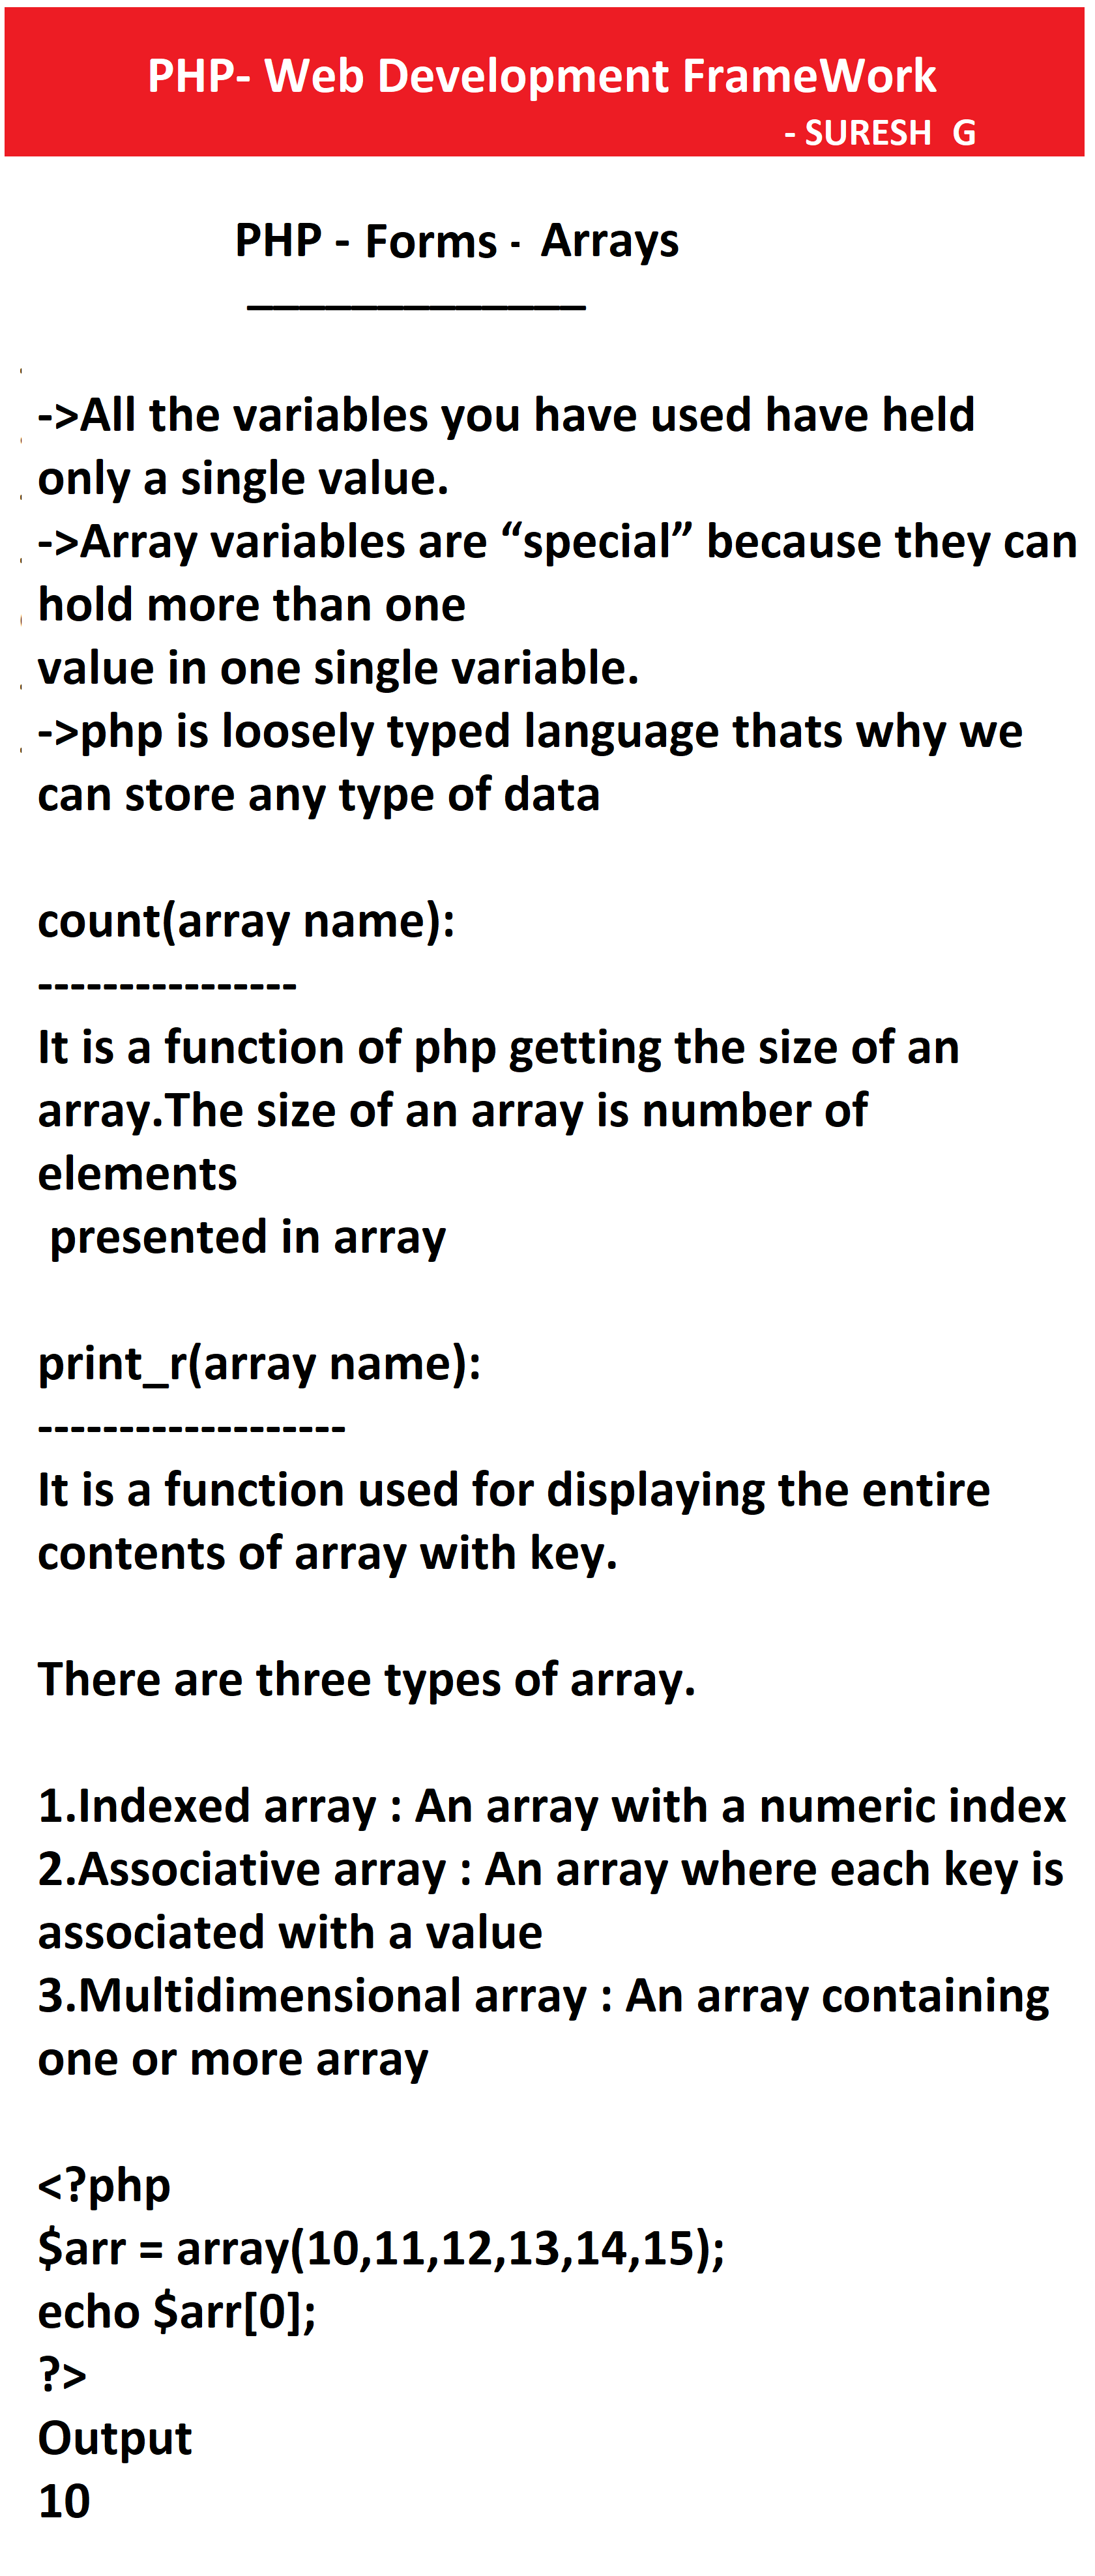 PHP- Web Development FrameWork
- SURESH G
PHP - Forms - Arrays
_____________
->All the variables you have used have held
only a single value.
->Array variables are “special” because they can
hold more than one
value in one single variable.
->php is loosely typed language thats why we
can store any type of data
count(array name):
----------------
It is a function of php getting the size of an
array.The size of an array is number of
elements
presented in array
print_r(array name):
-------------------
It is a function used for displaying the entire
contents of array with key.
There are three types of array.
1.Indexed array : An array with a numeric index
2.Associative array : An array where each key is
associated with a value
3.Multidimensional array : An array containing
one or more array
<?php
$arr = array(10,11,12,13,14,15);
echo $arr[0];
?>
Output
10